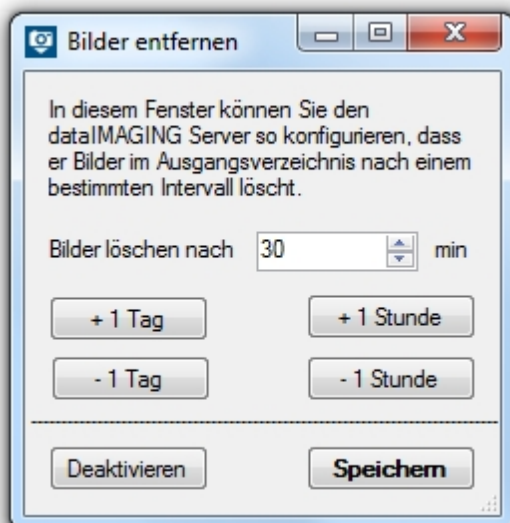 Bilder entfernen
In diesem Fenster können Sie den
dataIMAGING Server so konfigurieren, dass
er Bilder im Ausgangsverzeichnis nach einem
bestimmten Intervall löscht.
Bilder löschen nach 30 min
+ 1 Tag + 1 Stunde
- 1 Tag - 1 Stunde
Deaktivieren Speichern